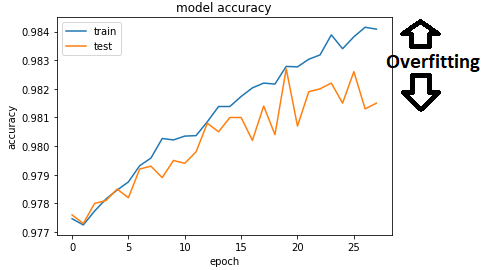 model accuracy
train
test
0.984
0.983
0.982
0.981
0.980
0.979
0.978
0.977
accuracy
0 5 10 15 20 25
epoch
Overfitting